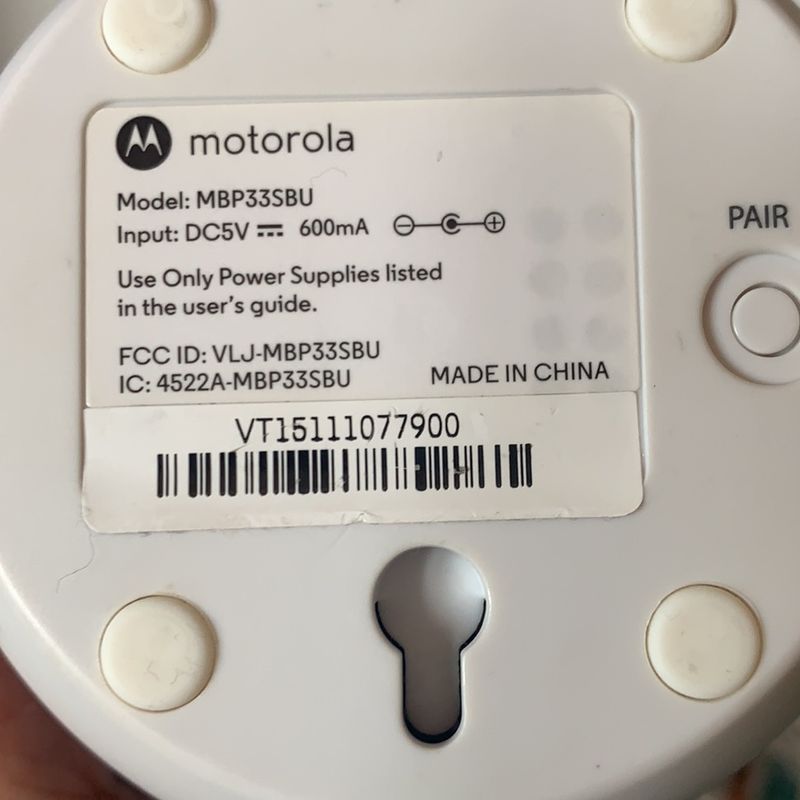 motorola
Model: MBP33SBU
Input: DC5V 600mA
Use Only Power Supplies listed
in the user's guide.
FCC ID: VLJ-MBP33SBU
IC: 4522A-MBP33SBU MADE IN CHINA
VT15111077900
PAIR